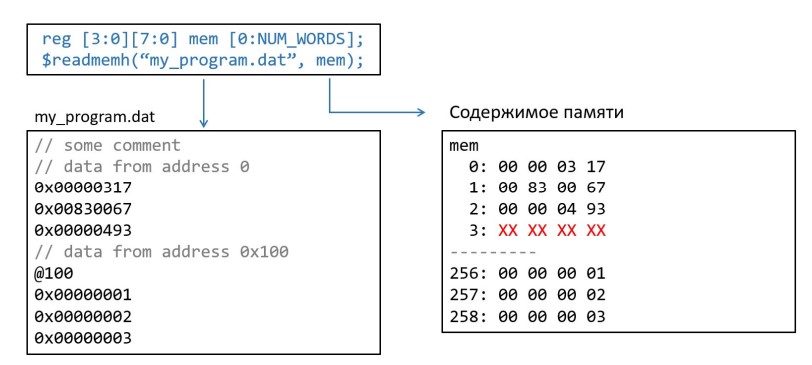 reg [3:0][7:0] mem [0:NUM_WORDS];
$readmemh(“my_program.dat”, mem);
my_program.dat
// some comment
// data from address 0
0x00000317
0x00830067
0x00000493
// data from address 0x100
@100
0x00000001
0x00000002
0x00000003
Содержимое памяти
mem
0: 00 00 03 17
1: 00 83 00 67
2: 00 00 04 93
3: XX XX XX XX
---------
256: 00 00 00 01
257: 00 00 00 02
258: 00 00 00 03